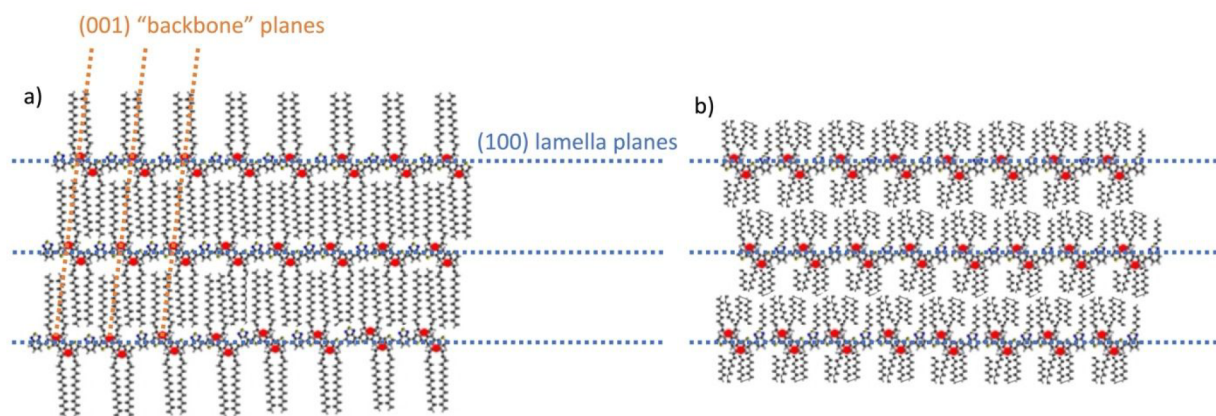 (001) “backbone” planes
a)
b)
(100) lamella planes